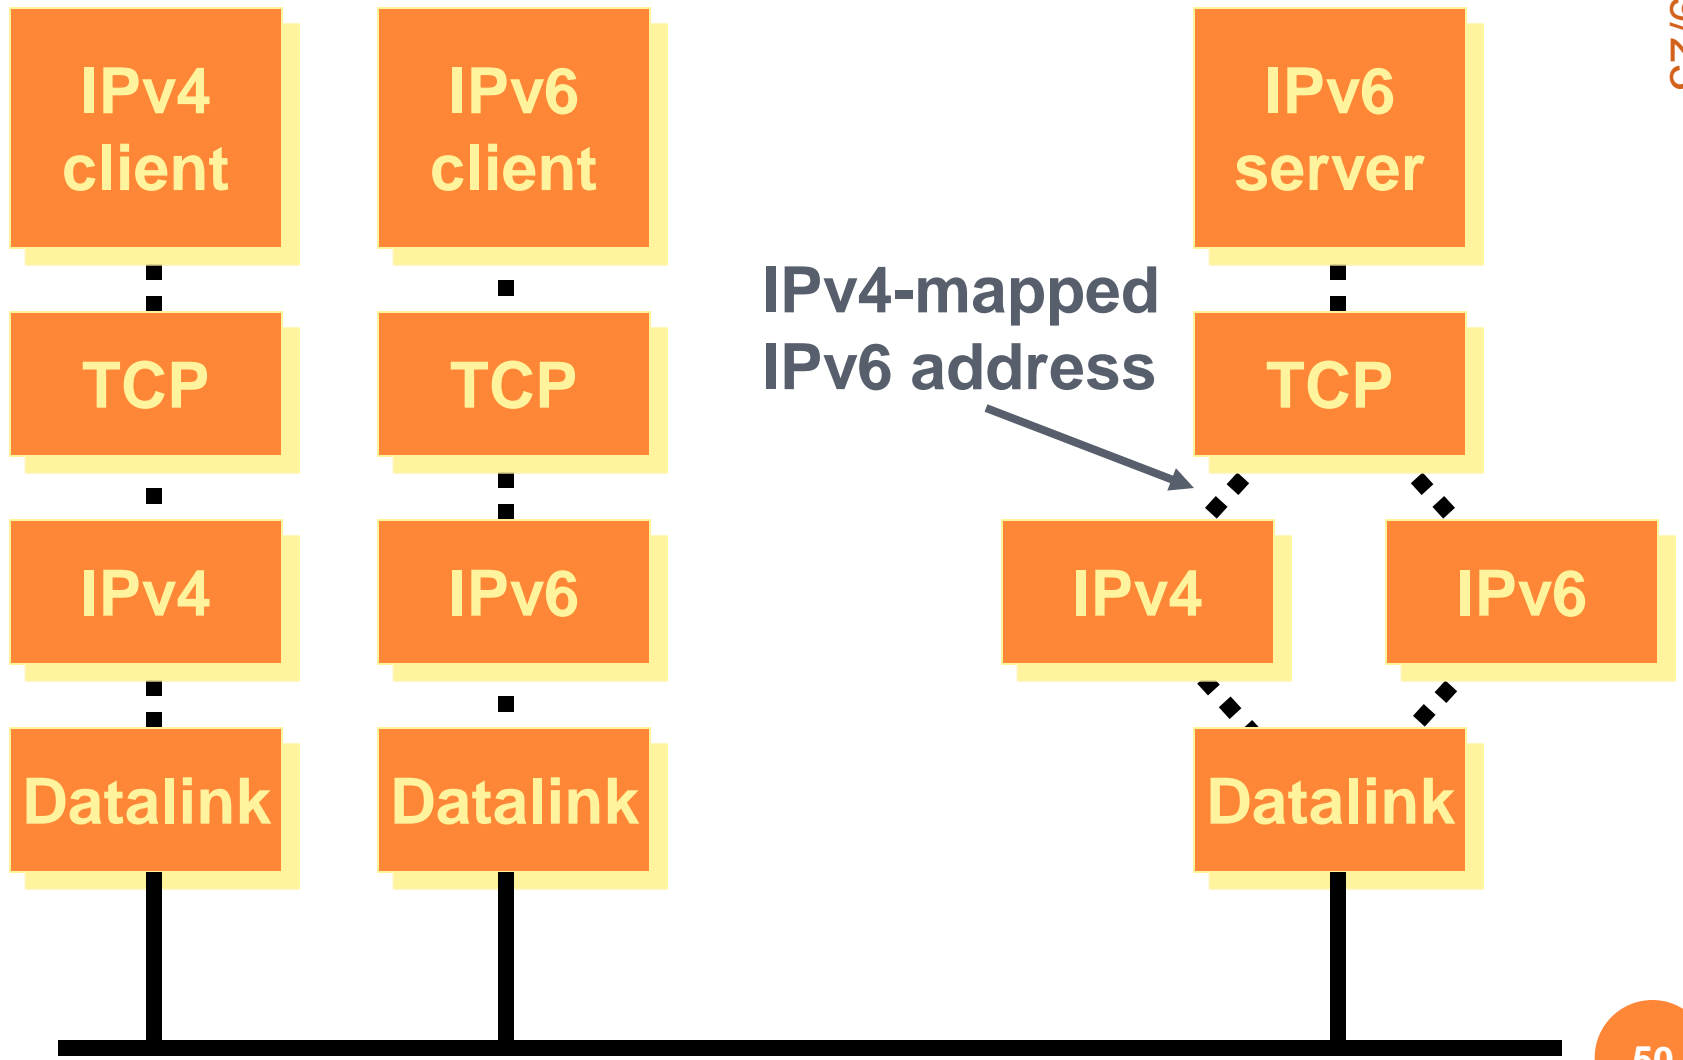 IPv4
client
IPv6
client
IPv6
server
IPv4-mapped
IPv6 address
TCP
TCP
TCP
IPv4
IPv6
IPv4
IPv6
Datalink
Datalink
Datalink
50